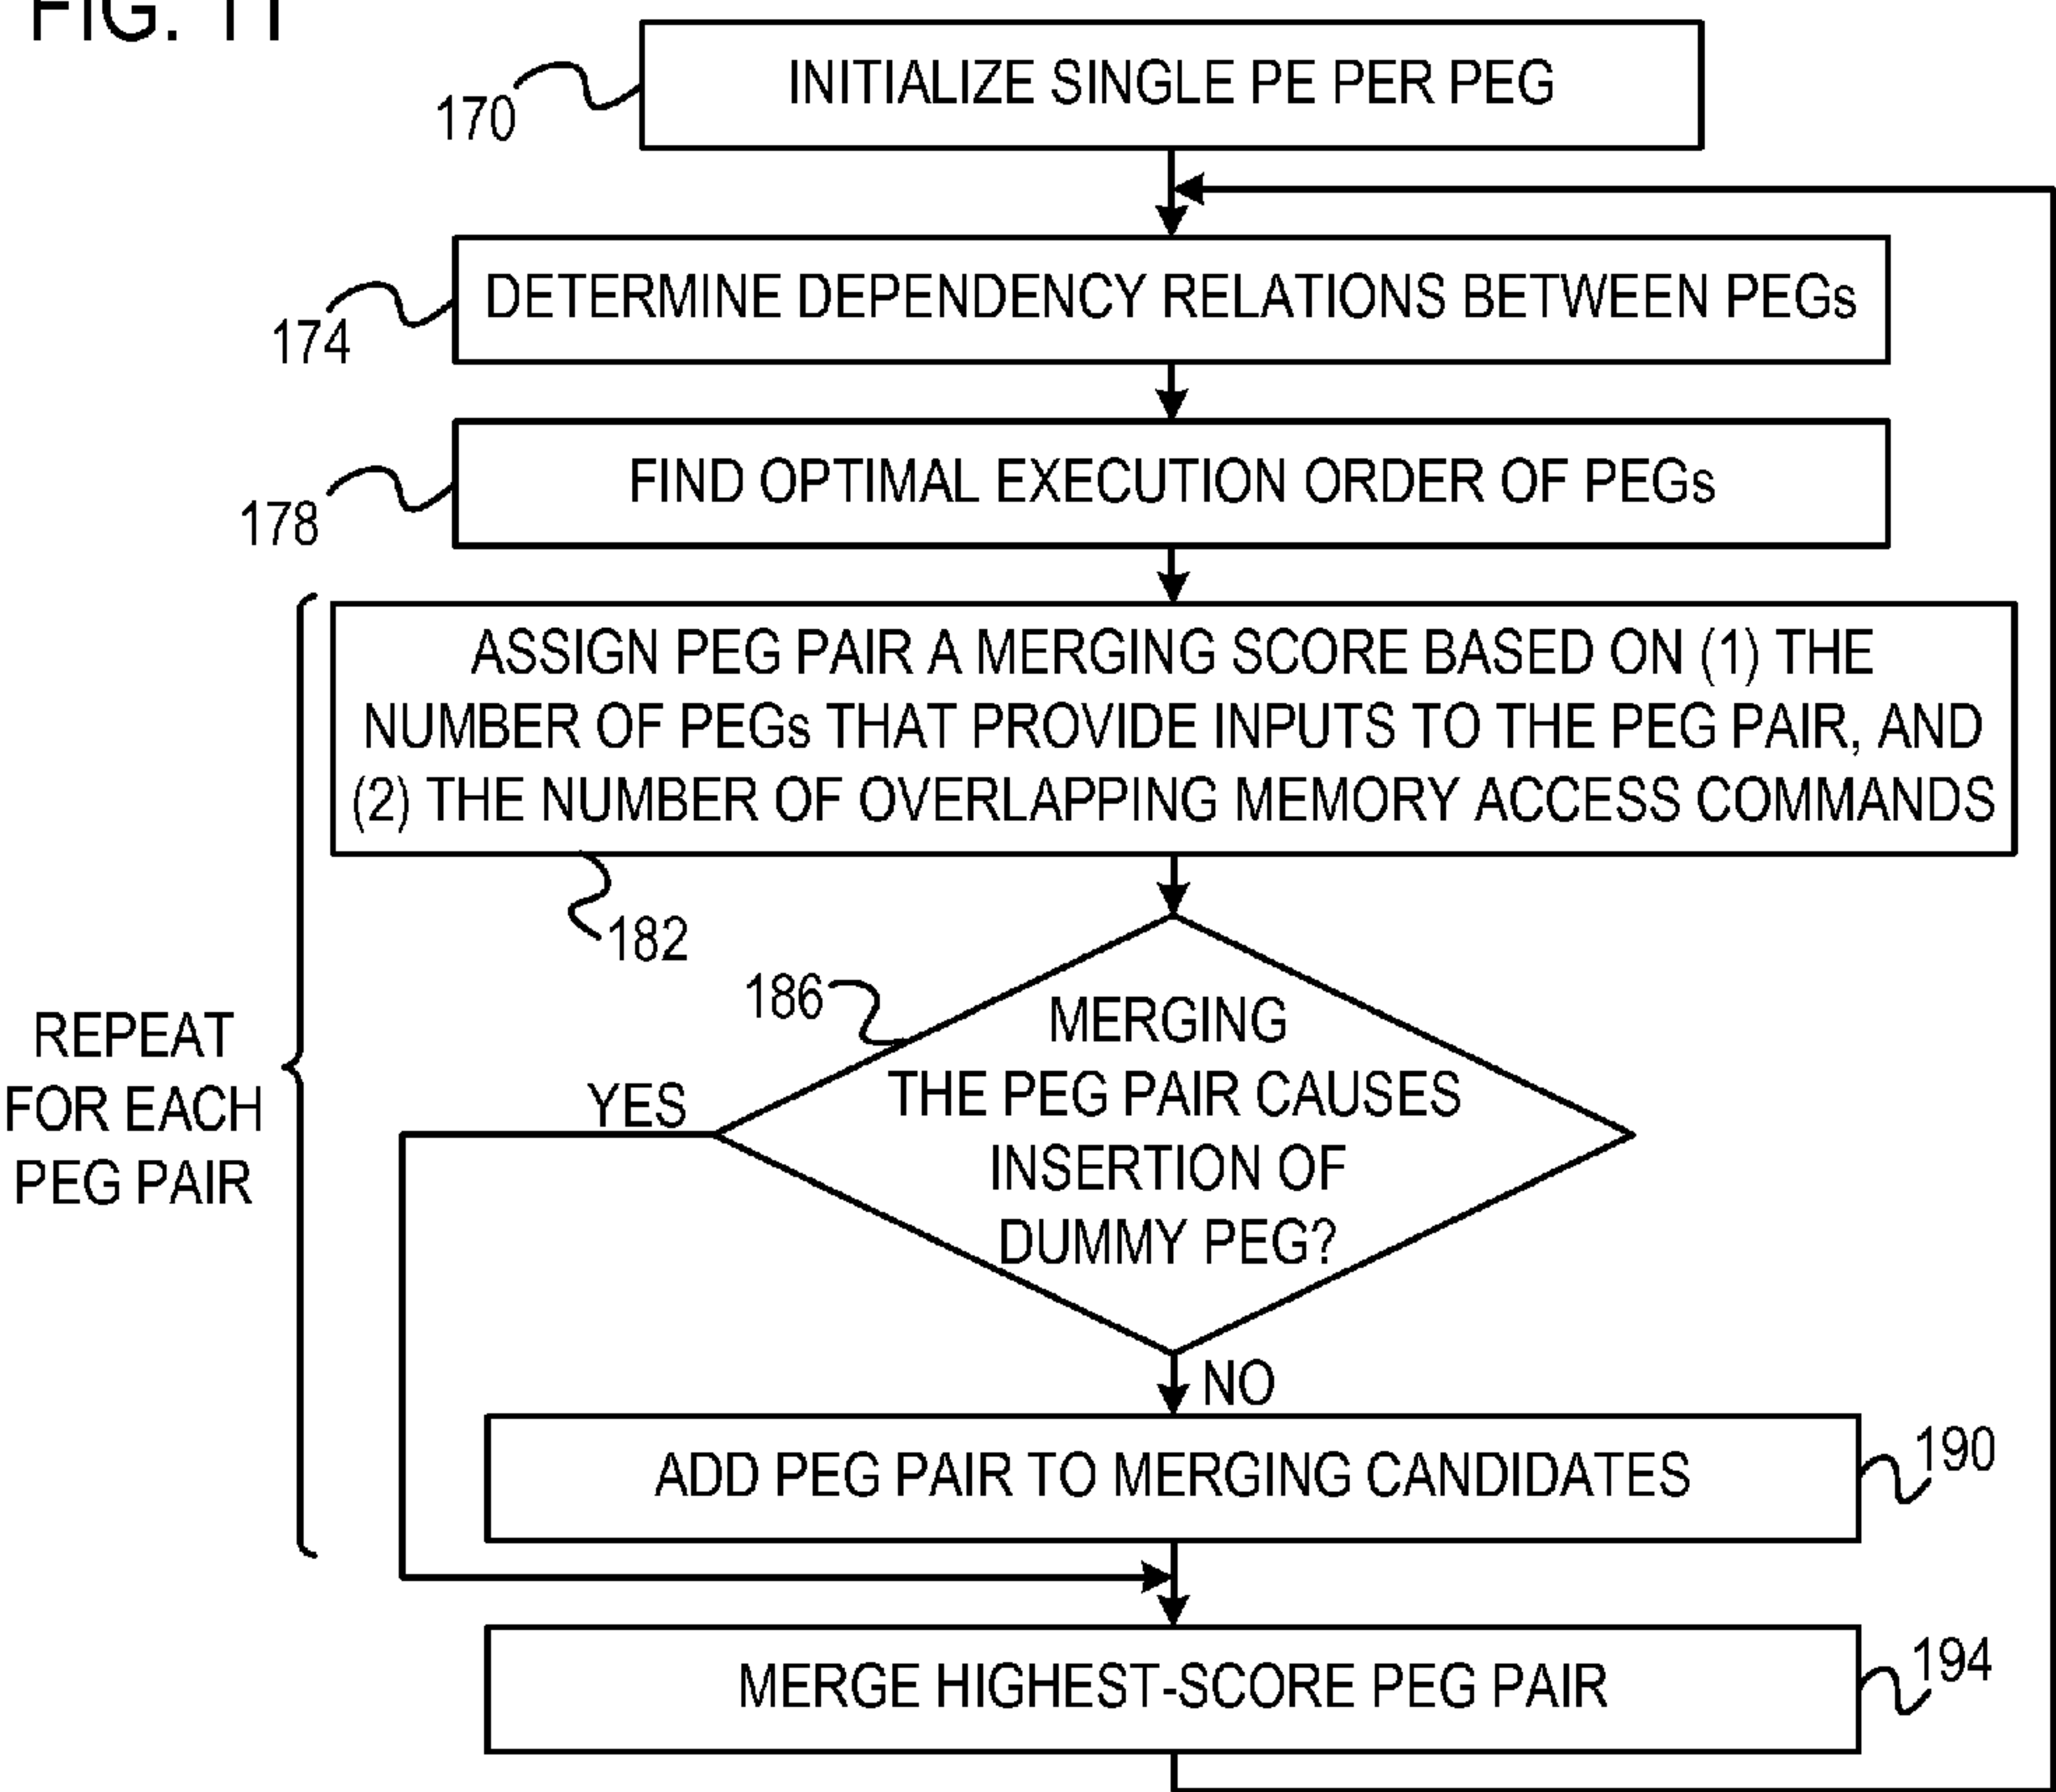 FIG. 11
INITIALIZE SINGLE PE PER PEG
170
DETERMINE DEPENDENCY RELATIONS BETWEEN PEGs
174
FIND OPTIMAL EXECUTION ORDER OF PEGs
178
ASSIGN PEG PAIR A MERGING SCORE BASED ON (1) THE
NUMBER OF PEGs THAT PROVIDE INPUTS TO THE PEG PAIR, AND
(2) THE NUMBER OF OVERLAPPING MEMORY ACCESS COMMANDS
182
186
MERGING
THE PEG PAIR CAUSES
INSERTION OF
DUMMY PEG?
YES
NO
REPEAT
FOR EACH
PEG PAIR
ADD PEG PAIR TO MERGING CANDIDATES
190
MERGE HIGHEST-SCORE PEG PAIR
194